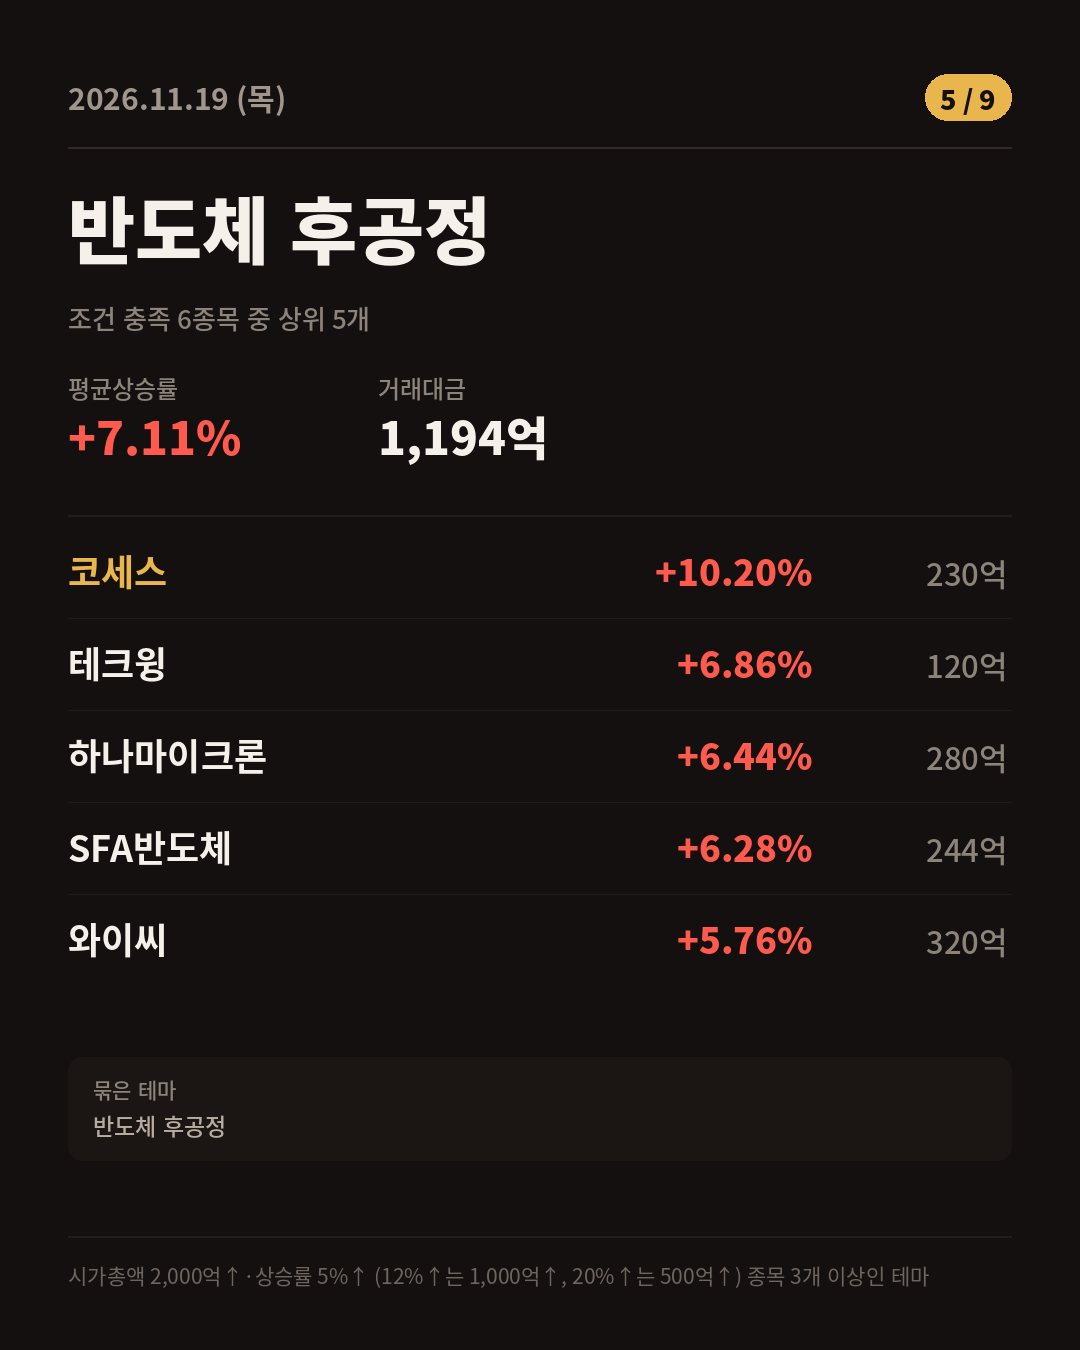 2026.11.19 (목)
5 / 9
반도체 후공정
조건 충족 6종목 중 상위 5개
평균상승률 거래대금
+7.11% 1,194억
코세스 +10.20% 230억
테크윙 +6.86% 120억
하나마이크론 +6.44% 280억
SFA반도체 +6.28% 244억
와이씨 +5.76% 320억
묶은 테마
반도체 후공정
시가총액 2,000억↑ · 상승률 5%↑ (12%↑는 1,000억↑, 20%↑는 500억↑) 종목 3개 이상인 테마